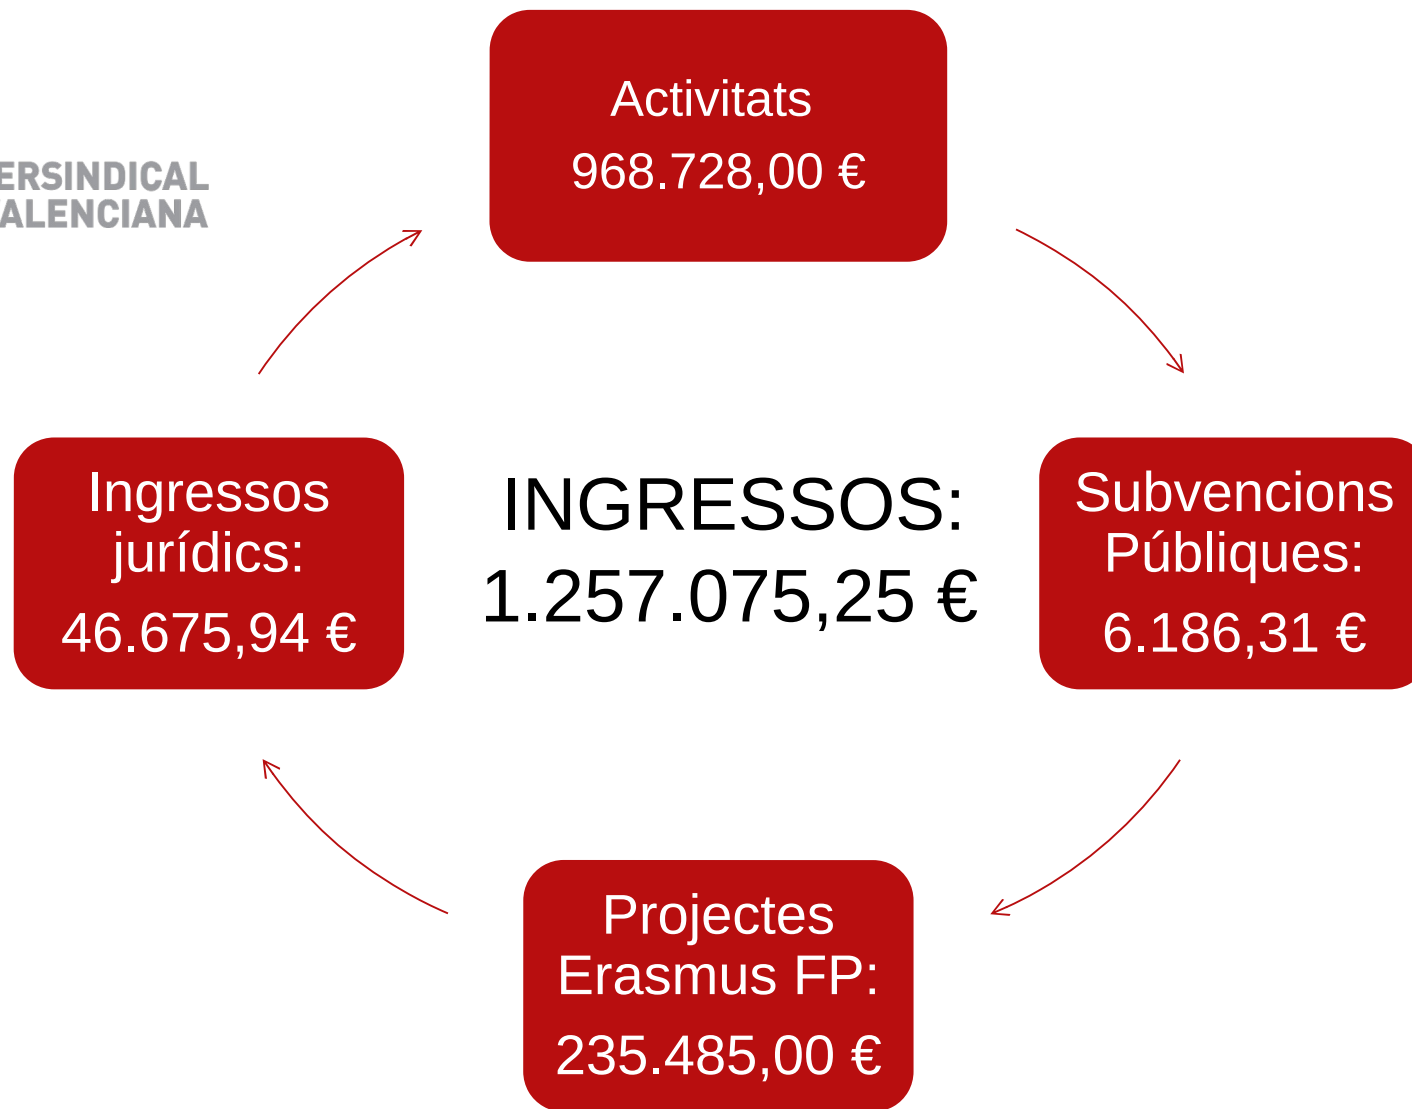 Activitats
968.728,00 €
ERSINDICAL
ALENCIANA
Ingressos
jurídics:
46.675,94 €
INGRESSOS:
1.257.075,25 €
Subvencions
Públiques:
6.186,31 €
Projectes
Erasmus FP:
235.485,00 €